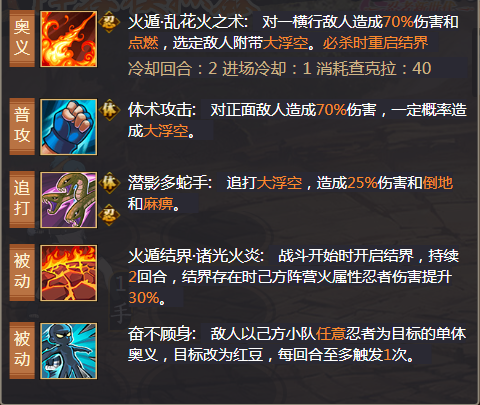 奥义
忍
火遁·乱花火之术: 对一横行敌人造成70%伤害和
点燃，选定敌人附带大浮空。必杀时重启结界
冷却回合：2 进场冷却：1 消耗查克拉：40
普攻
体
体术攻击: 对正面敌人造成70%伤害，一定概率造
成大浮空。
追打
体
忍
潜影多蛇手: 追打大浮空，造成25%伤害和倒地
和麻痹。
被动
火遁结界·诸光火炎: 战斗开始时开启结界，持续
2回合，结界存在时己方阵营火属性忍者伤害提升
30%。
被动
奋不顾身: 敌人以己方小队任意忍者为目标的单体
奥义，目标改为红豆，每回合至多触发1次。
1
手